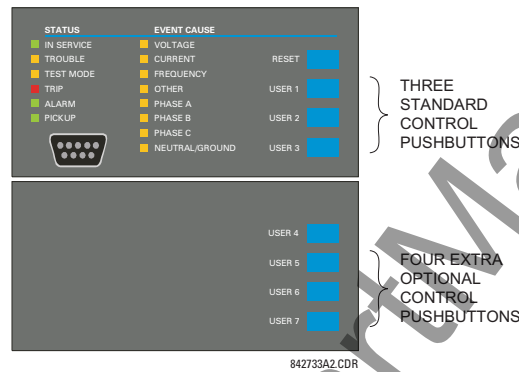 STATUS
IN SERVICE
TROUBLE
TEST MODE
TRIP
ALARM
PICKUP
EVENT CAUSE
VOLTAGE
CURRENT
FREQUENCY
OTHER
PHASE A
PHASE B
PHASE C
NEUTRAL/GROUND
RESET
USER 1
USER 2
USER 3
THREE
STANDARD
CONTROL
PUSHBUTTONS
USER 4
USER 5
USER 6
USER 7
FOUR EXTRA
OPTIONAL
CONTROL
PUSHBUTTONS
842733A2.CDR